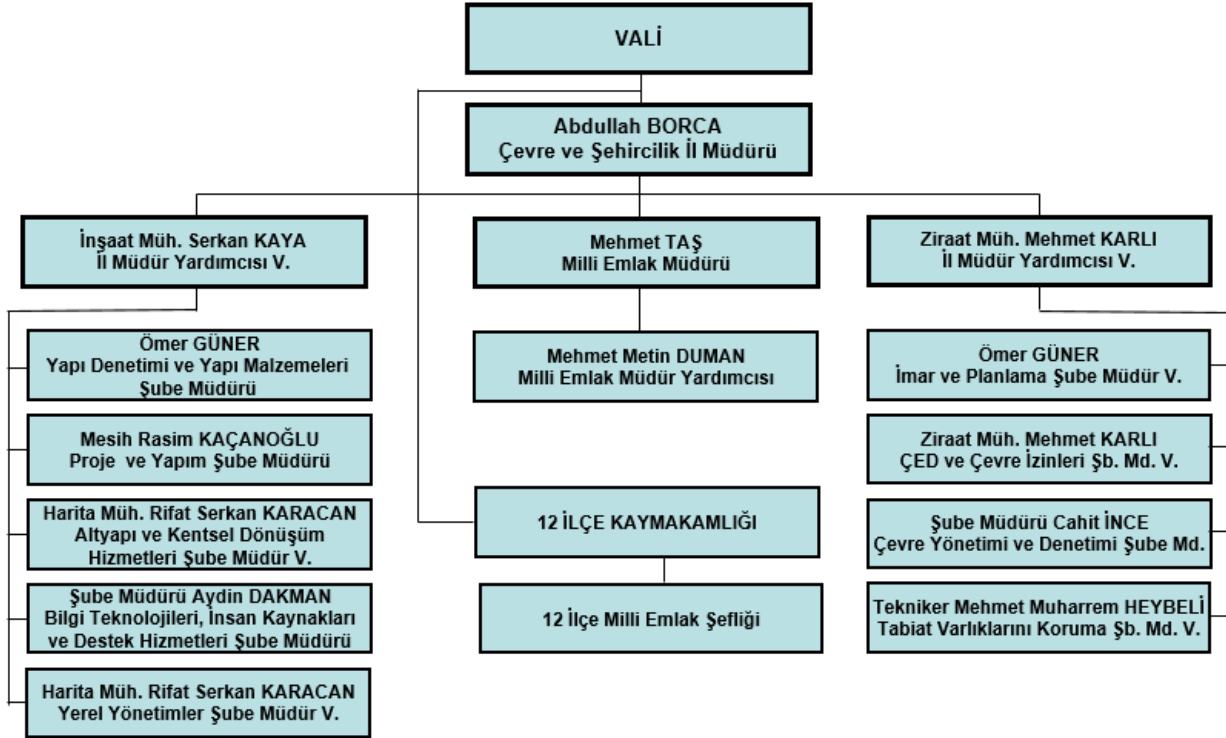 VALİ
Abdullah BORCA
Çevre ve Şehircilik İl Müdürü
İnşaat Müh. Serkan KAYA
İl Müdür Yardımcısı V.
Mehmet TAŞ
Milli Emlak Müdürü
Ziraat Müh. Mehmet KARLI
İl Müdür Yardımcısı V.
Ömer GÜNER
Yapı Denetimi ve Yapı Malzemeleri
Şube Müdürü
Mesih Rasim KAÇANOĞLU
Proje ve Yapım Şube Müdürü
Harita Müh. Rifat Serkan KARACAN
Altyapı ve Kentsel Dönüşüm
Hizmetleri Şube Müdür V.
Şube Müdürü Aydin DAKMAN
Bilgi Teknolojileri, İnsan Kaynakları
ve Destek Hizmetleri Şube Müdürü
Harita Müh. Rifat Serkan KARACAN
Yerel Yönetimler Şube Müdür V.
Mehmet Metin DUMAN
Milli Emlak Müdür Yardımcısı
12 İLÇE KAYMAKAMLIĞI
12 İlçe Milli Emlak Şefliği
Ömer GÜNER
İmar ve Planlama Şube Müdür V.
Ziraat Müh. Mehmet KARLI
ÇED ve Çevre İzinleri Şb. Md. V.
Şube Müdürü Cahit İNCE
Çevre Yönetimi ve Denetimi Şube Md.
Tekniker Mehmet Muharrem HEYBELİ
Tabiat Varlıklarını Koruma Şb. Md. V.